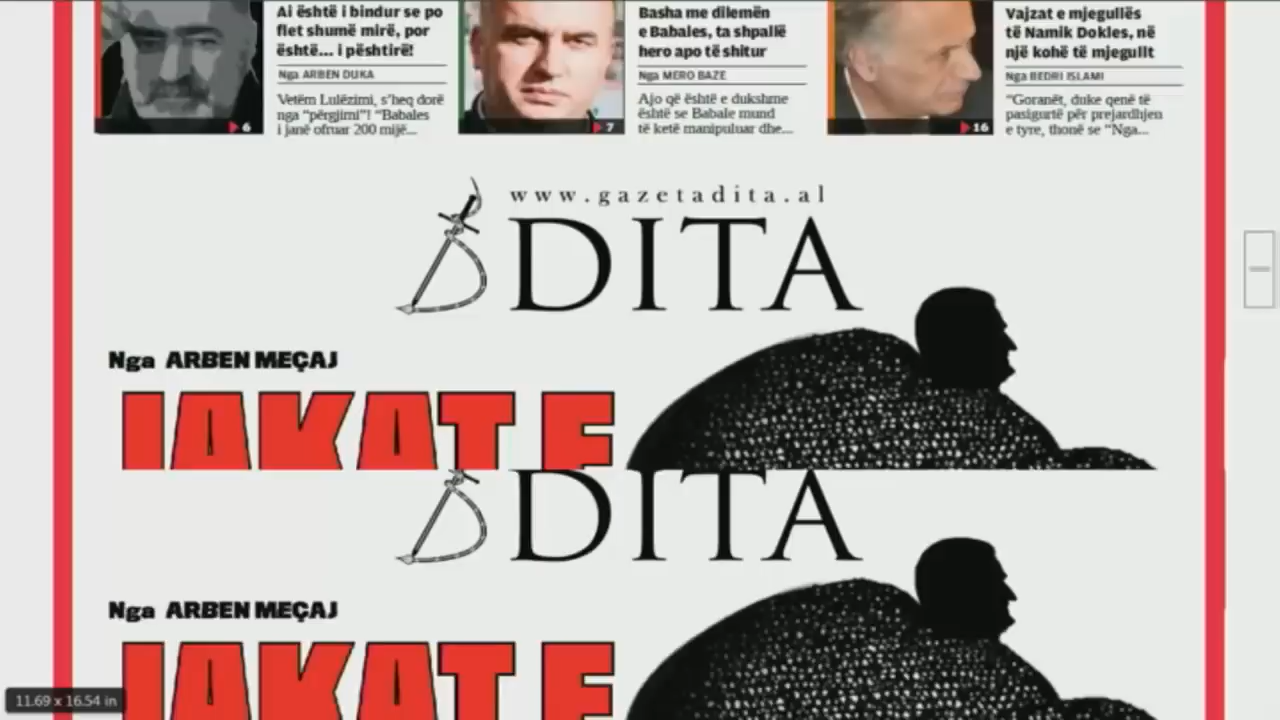 Ai është i bindur se po
flet shumë mirë, por
është... i pështirë!
Nga ARBEN DUKA
Vetëm Lulëzimi, s'heq dorë
nga "përgjimi"! "Babales
i janë ofruar 200 mijë...
6
Basha me dilemën
e Babales, ta shpallë
hero apo të shitur
Nga MERO BAZE
Ajo që është e dukshme
është se Babale mund
të ketë manipuluar dhe...
7
Vajzat e mjegullës
të Namik Dokles, në
një kohë të mjegullt
Nga BEDRI ISLAMI
"Goranët, duke qenë të
pasigurtë për prejardhjen
e tyre, thonë se "Nga...
16
www.gazetadita.al
DITA
Nga ARBEN MEÇAJ
DITA
Nga ARBEN MEÇAJ
11.69 x 16.54 in